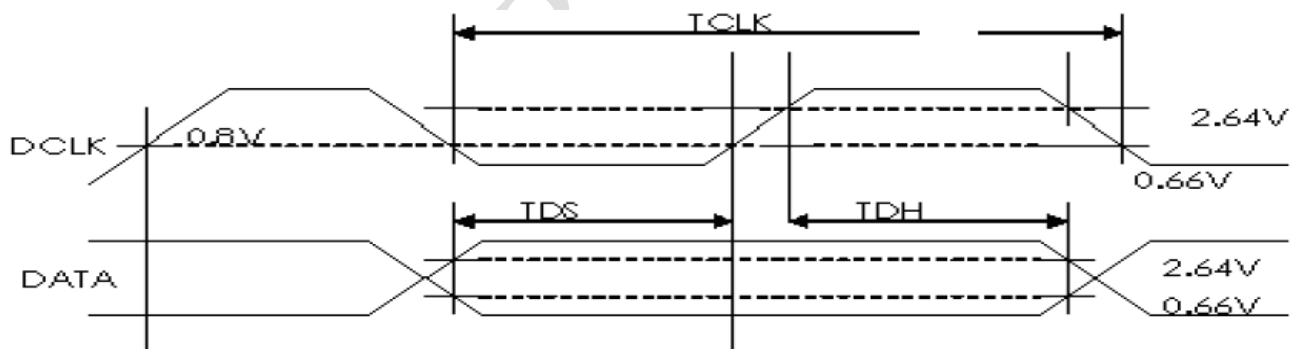 TCLK
2.64V
0.8V
DCLK
0.66V
TDS TDH
DATA
2.64V
0.66V